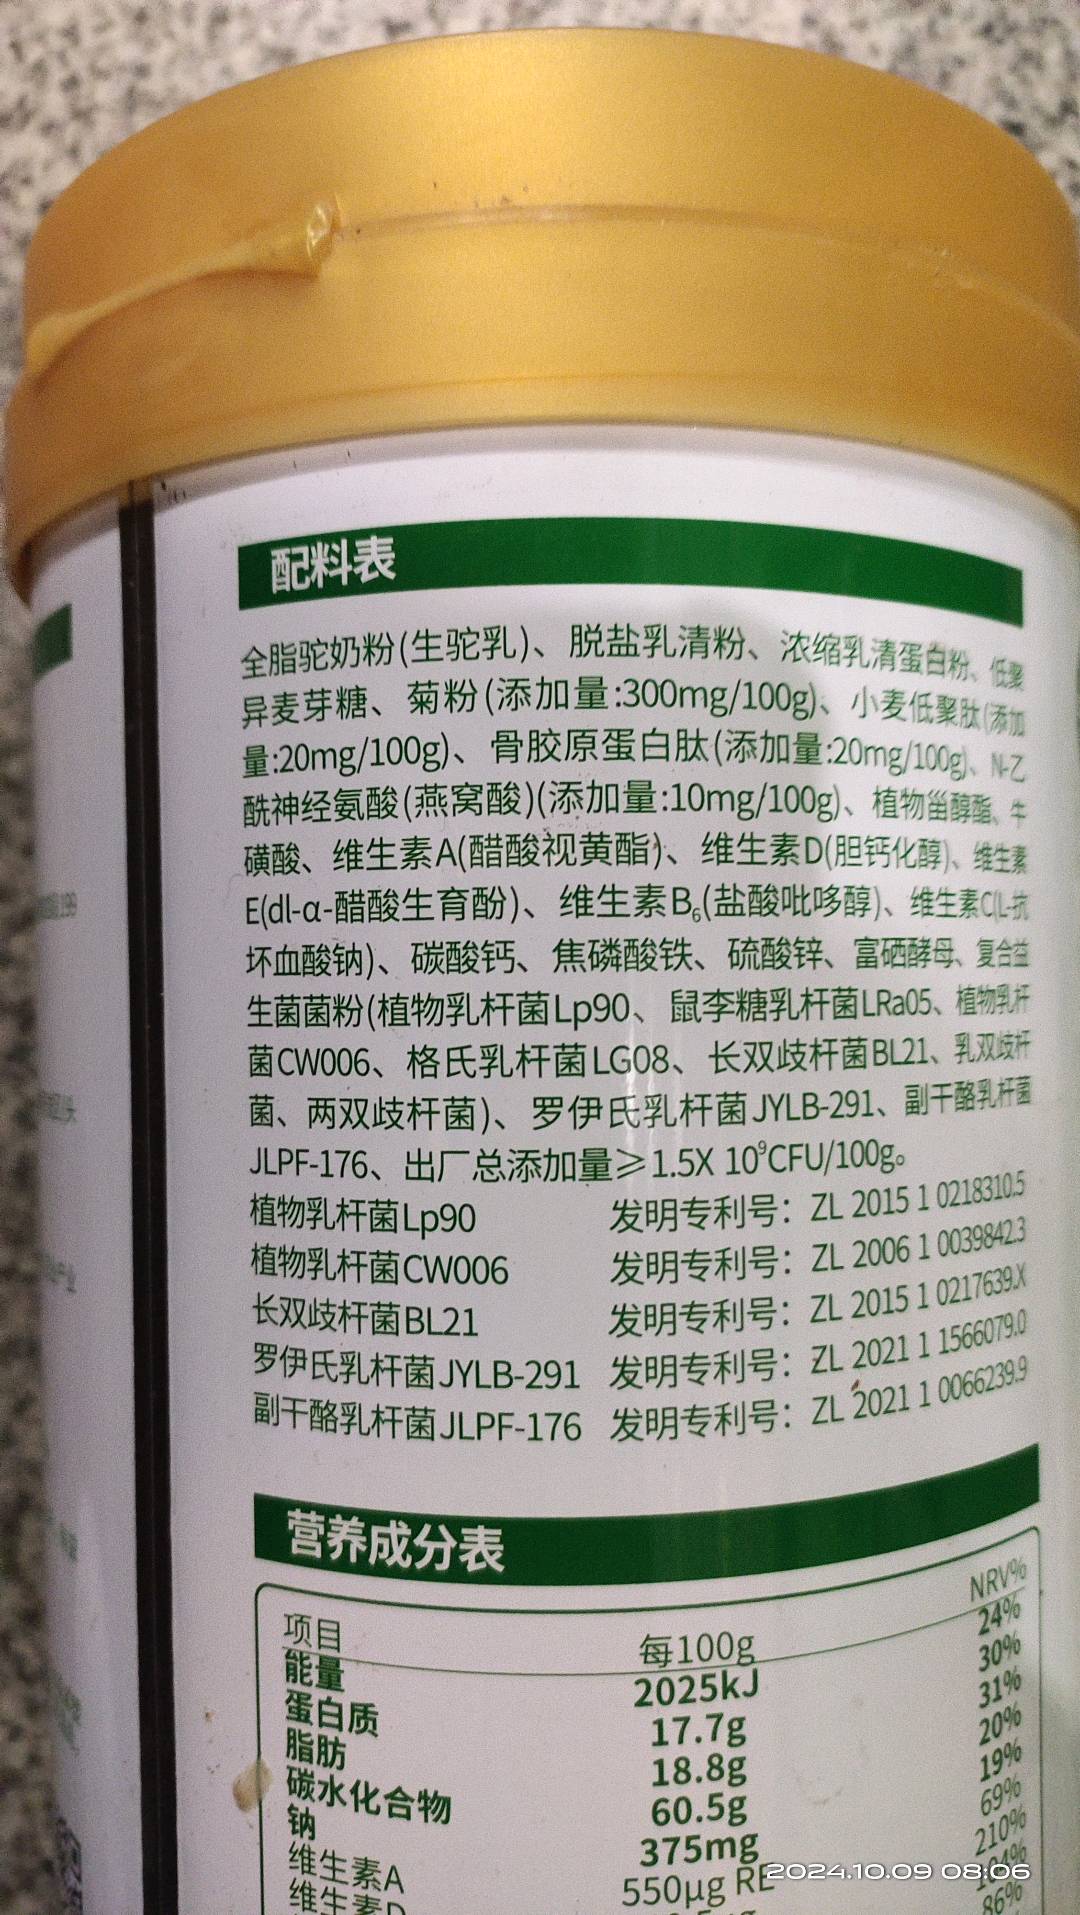 配料表
全脂驼奶粉(生驼乳)、脱盐乳清粉、浓缩乳清蛋白粉、低聚
异麦芽糖、菊粉(添加量:300mg/100g)、小麦低聚肽(添加
量:20mg/100g)、骨胶原蛋白肽(添加量:20mg/100g)、N-乙
酰神经氨酸(燕窝酸)(添加量:10mg/100g)、植物甾醇酯、牛
磺酸、维生素A(醋酸视黄酯)、维生素D(胆钙化醇)、维生素
E(dl-α-醋酸生育酚)、维生素B₆(盐酸吡哆醇)、维生素C(L-抗
坏血酸钠)、碳酸钙、焦磷酸铁、硫酸锌、富硒酵母、复合益
生菌菌粉(植物乳杆菌Lp90、鼠李糖乳杆菌LRa05、植物乳杆
菌CW006、格氏乳杆菌LG08、长双歧杆菌BL21、乳双歧杆
菌、两双歧杆菌)、罗伊氏乳杆菌JYLB-291、副干酪乳杆菌
JLPF-176、出厂总添加量≥1.5X 10⁹CFU/100g。
植物乳杆菌Lp90 发明专利号：ZL 2015 1 0218310.5
植物乳杆菌CW006 发明专利号：ZL 2006 1 0039842.3
长双歧杆菌BL21 发明专利号：ZL 2015 1 0217639.X
罗伊氏乳杆菌JYLB-291 发明专利号：ZL 2021 1 1566079.0
副干酪乳杆菌JLPF-176 发明专利号：ZL 2021 1 0066239.9
营养成分表
项目 每100g NRV%
能量 2025kJ 24%
蛋白质 17.7g 30%
脂肪 18.8g 31%
碳水化合物 60.5g 20%
钠 375mg 19%
维生素A 550μg RE 69%
维生素D 210%
104%
86%
2024.10.09 08:06